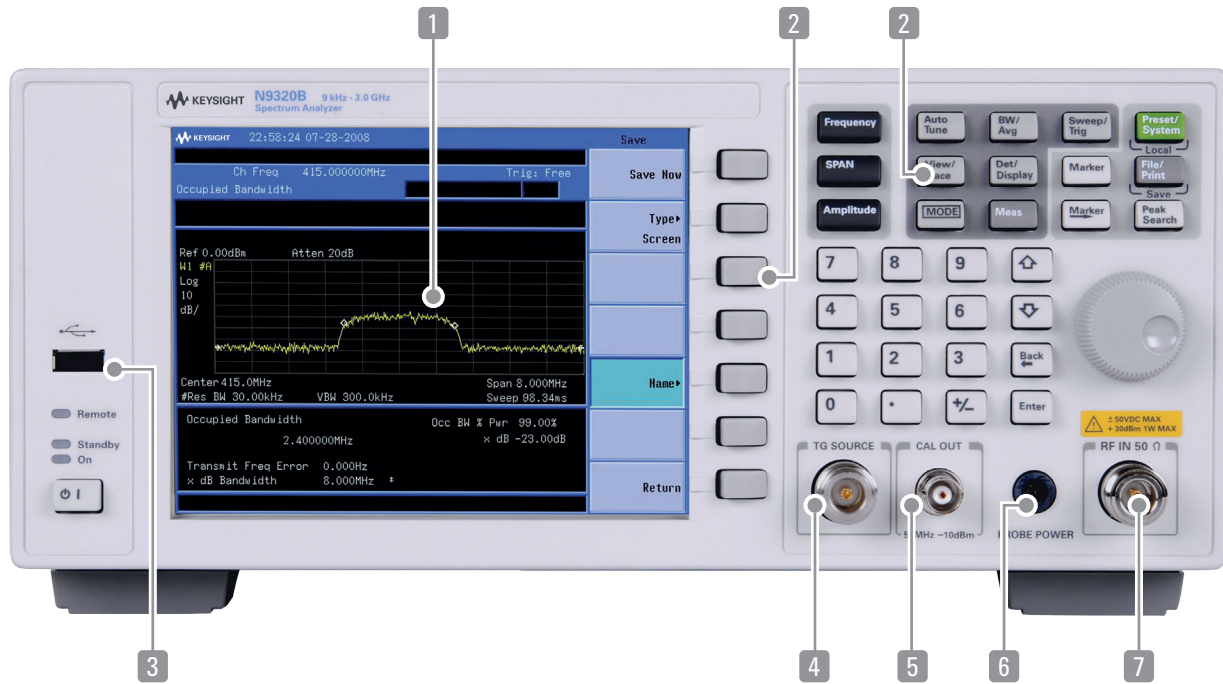 1
2
2
KEYSIGHT N9320B 9 kHz - 3.0 GHz
Spectrum Analyzer
KEYSIGHT 22:58:24 07-28-2008
Save
Ch Freq 415.000000MHz Trig: Free
Occupied Bandwidth
Save Now
Type
Screen
Name
Return
Ref 0.00dBm Atten 20dB
W1 #A
Log
10
dB/
Center 415.0MHz Span 8.000MHz
#Res BW 30.00kHz VBW 300.0kHz Sweep 98.34ms
Occupied Bandwidth Occ BW % Pwr 99.00%
2.400000MHz x dB -23.00dB
Transmit Freq Error 0.000Hz
x dB Bandwidth 8.000MHz *
Remote
Standby
On
Frequency
Auto
Tune
BW/
Avg
Sweep/
Trig
Preset/
System
Local
SPAN
View/
Det/
Display
Marker
File/
Print
Save
Amplitude
MODE
Meas
Marker
Peak
Search
7 8 9
4 5 6
1 2 3 Back
0 . +/- Enter
± 50VDC MAX
+ 30dBm 1W MAX
TG SOURCE
CAL OUT
RF IN 50 Ω
MHz -10dBm
POWER
3
4
5
6
7